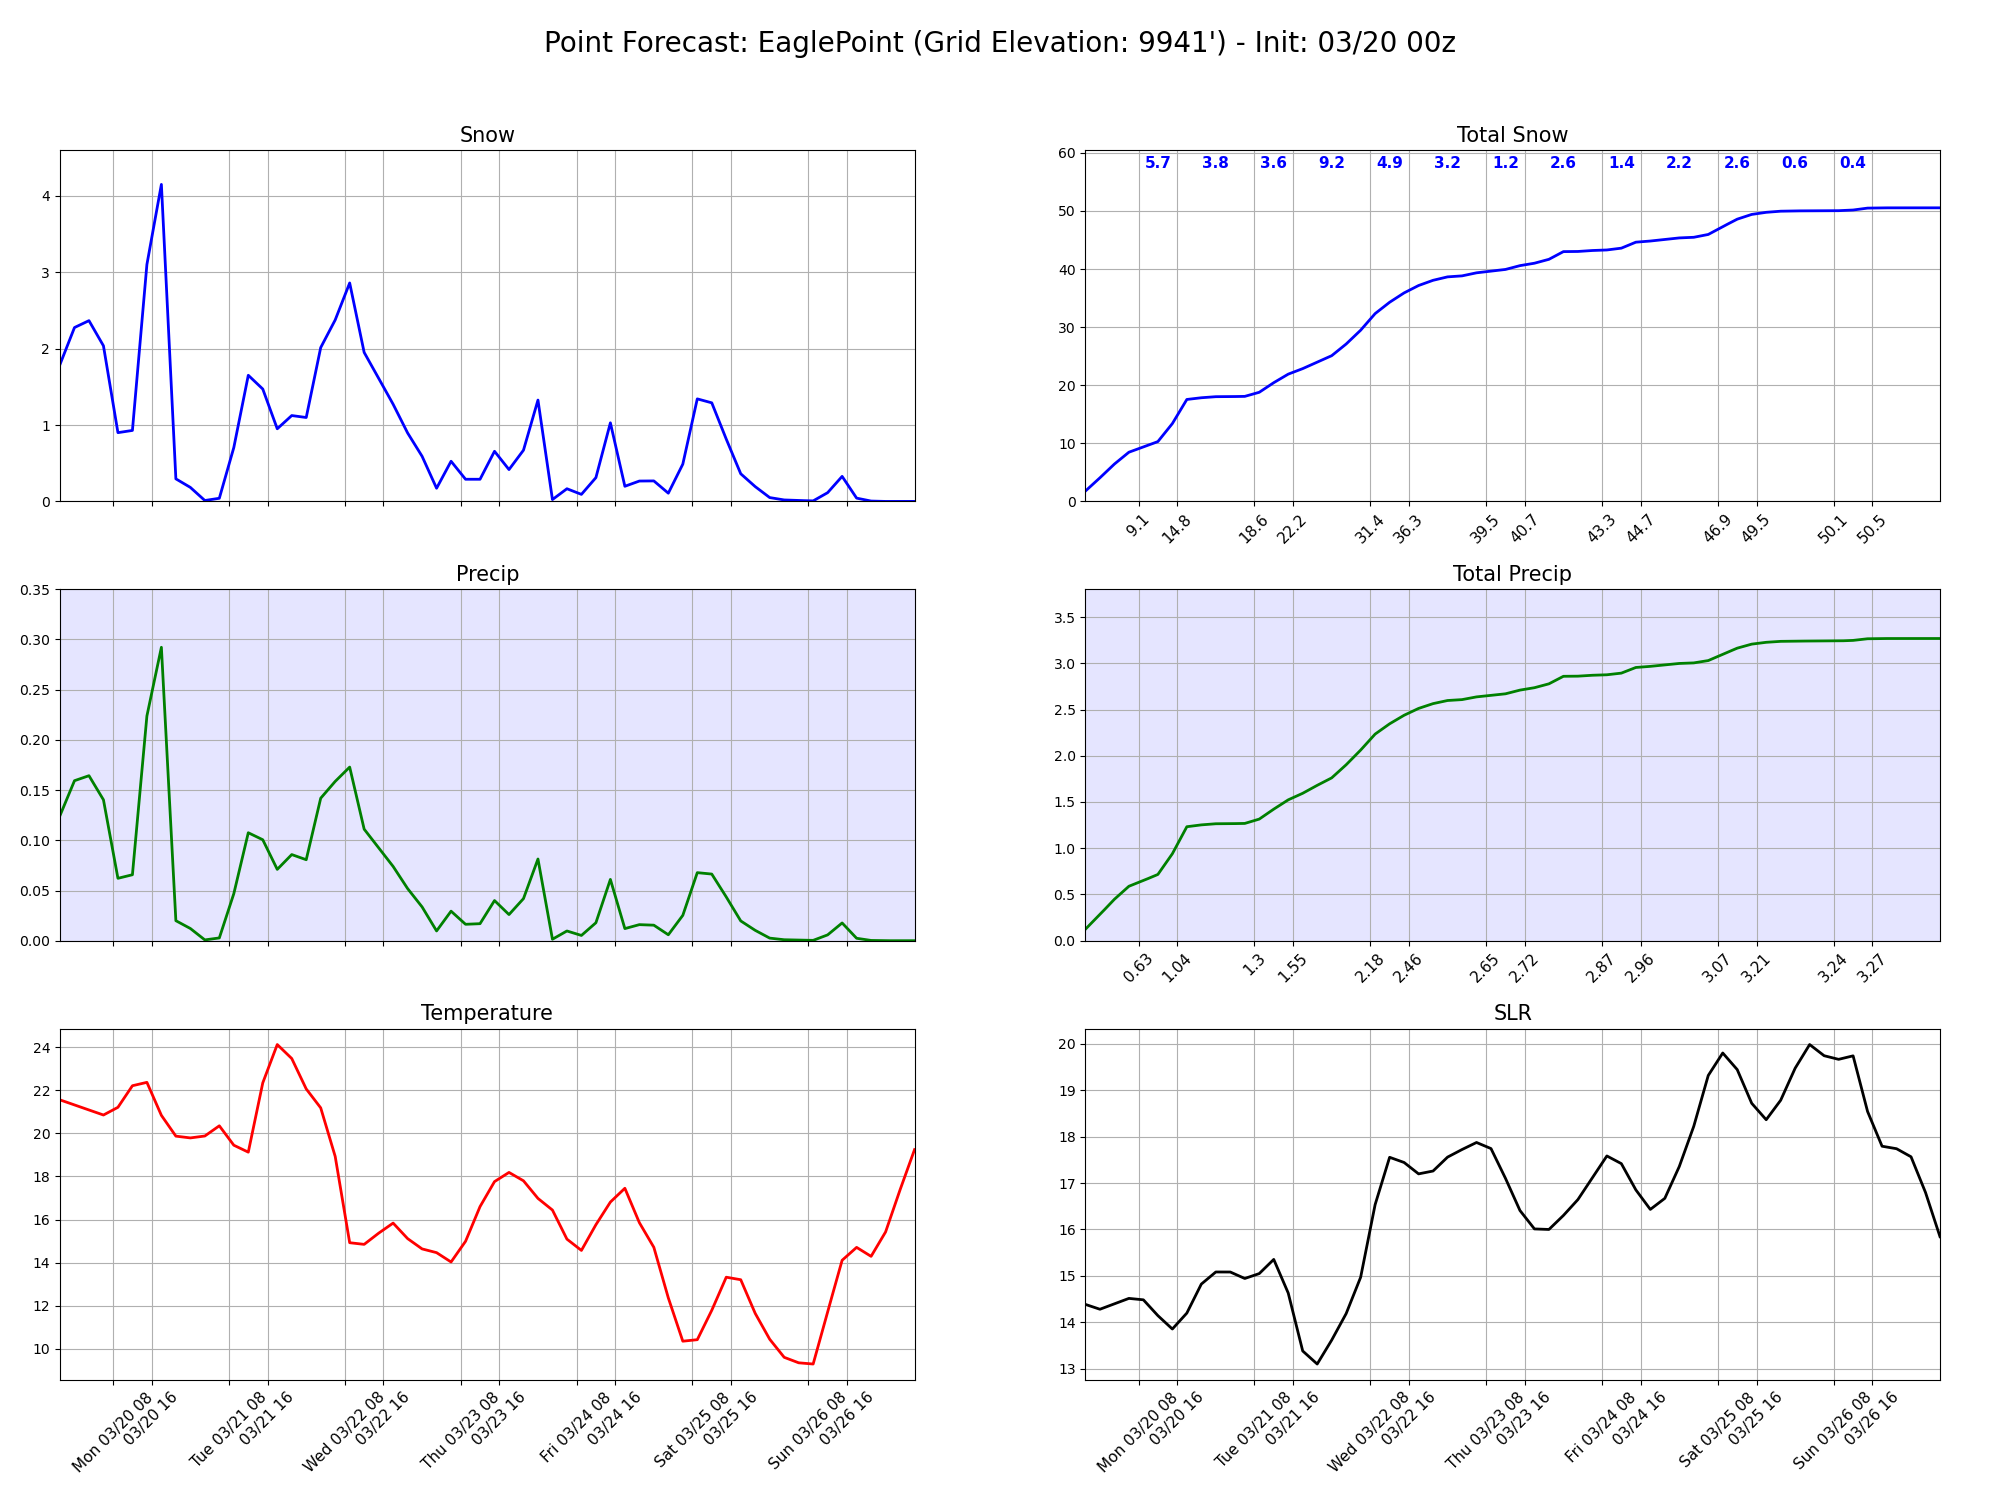 Point Forecast: EaglePoint (Grid Elevation: 9941') - Init: 03/20 00z
Snow
4
3
2
1
0
Total Snow
60
50
40
30
20
10
0
5.7 3.8 3.6 9.2 4.9 3.2 1.2 2.6 1.4 2.2 2.6 0.6 0.4
9.1 14.8 18.6 22.2 31.4 36.3 39.5 40.7 43.3 44.7 46.9 49.5 50.1 50.5
Precip
0.35
0.30
0.25
0.20
0.15
0.10
0.05
0.00
Total Precip
3.5
3.0
2.5
2.0
1.5
1.0
0.5
0.0
0.63 1.04 1.3 1.55 2.18 2.46 2.65 2.72 2.87 2.96 3.07 3.21 3.24 3.27
Temperature
24
22
20
18
16
14
12
10
Mon 03/20 08
03/20 16
Tue 03/21 08
03/21 16
Wed 03/22 08
03/22 16
Thu 03/23 08
03/23 16
Fri 03/24 08
03/24 16
Sat 03/25 08
03/25 16
Sun 03/26 08
03/26 16
SLR
20
19
18
17
16
15
14
13
Mon 03/20 08
03/20 16
Tue 03/21 08
03/21 16
Wed 03/22 08
03/22 16
Thu 03/23 08
03/23 16
Fri 03/24 08
03/24 16
Sat 03/25 08
03/25 16
Sun 03/26 08
03/26 16